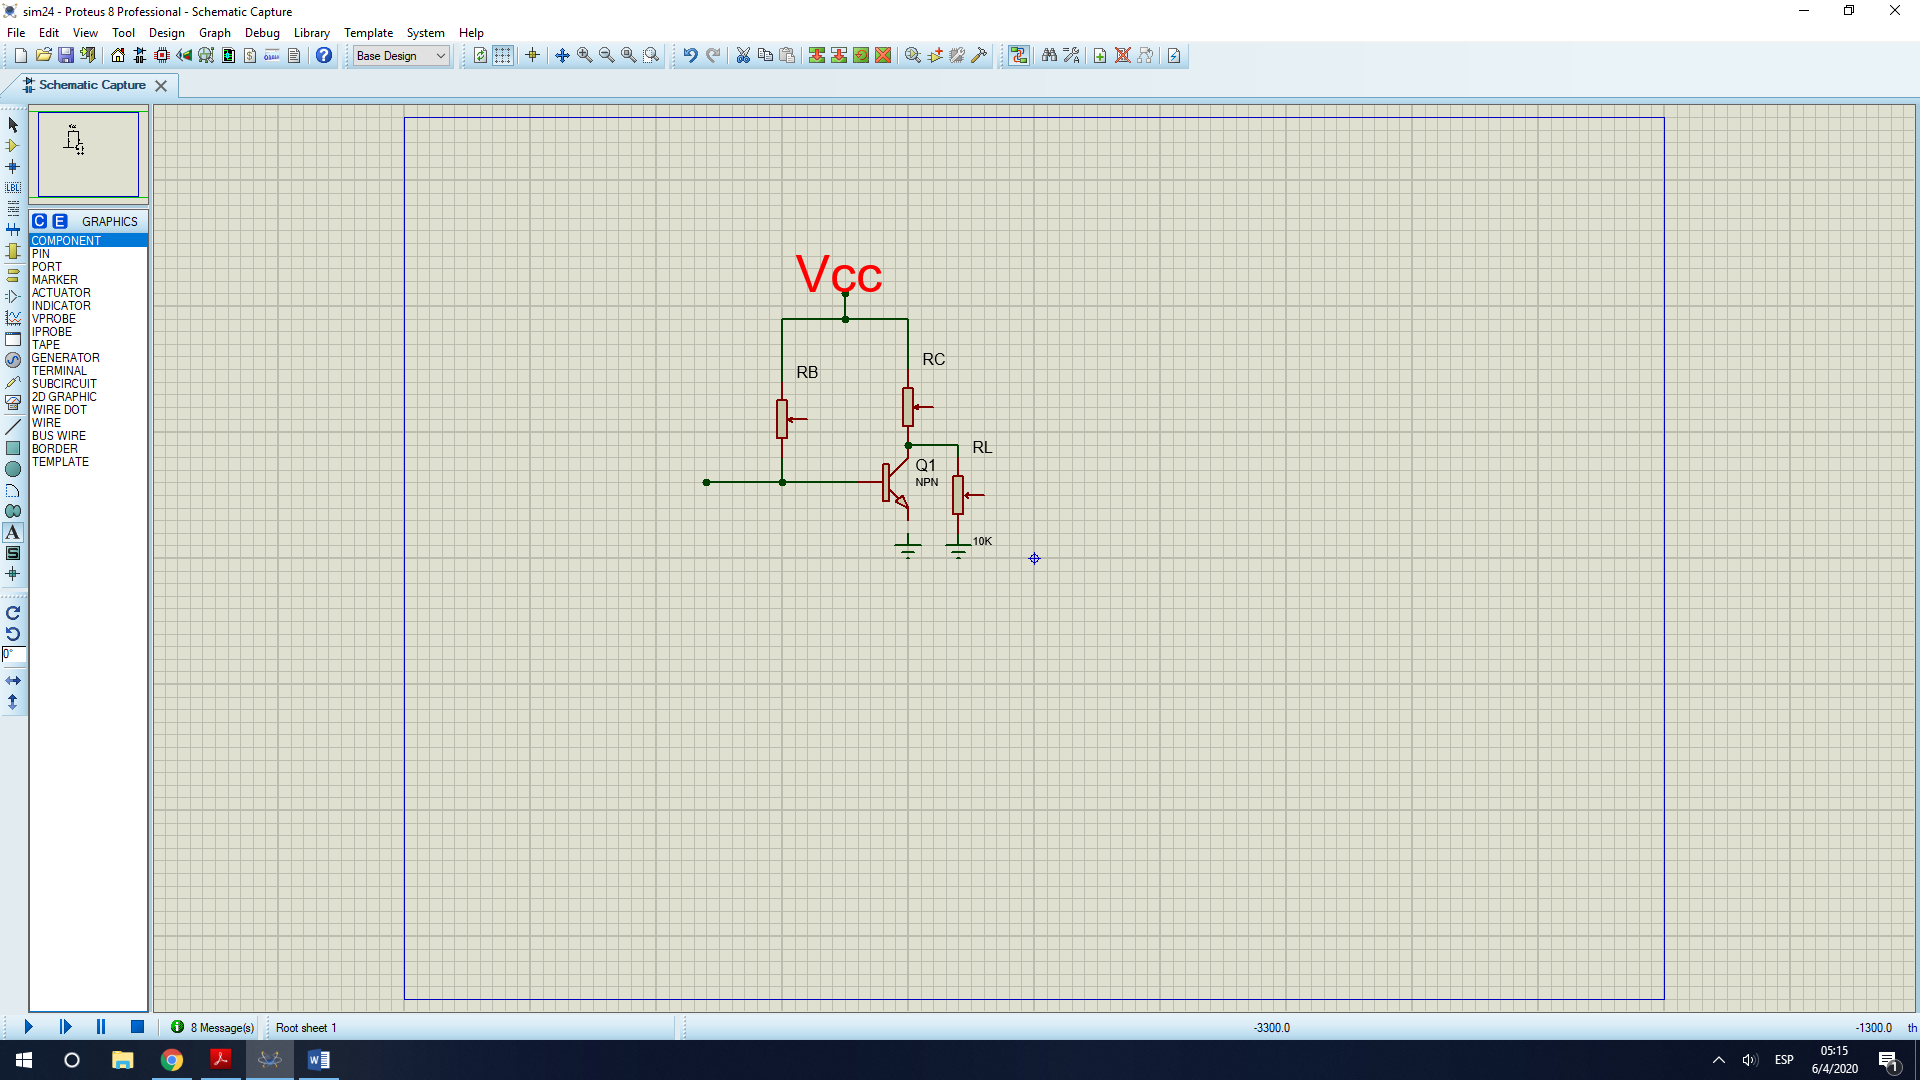 sim24 - Proteus 8 Professional - Schematic Capture
File Edit View Tool Design Graph Debug Library Template System Help
Base Design
Schematic Capture
C E GRAPHICS
COMPONENT
PIN
PORT
MARKER
ACTUATOR
INDICATOR
VPROBE
IPROBE
TAPE
GENERATOR
TERMINAL
SUBCIRCUIT
2D GRAPHIC
WIRE DOT
WIRE
BUS WIRE
BORDER
TEMPLATE
LBL
A
S
0°
Vcc
RC
RB
RL
Q1
NPN
10K
8 Message(s)
Root sheet 1
-3300.0
-1300.0
th
ESP
05:15
6/4/2020
1